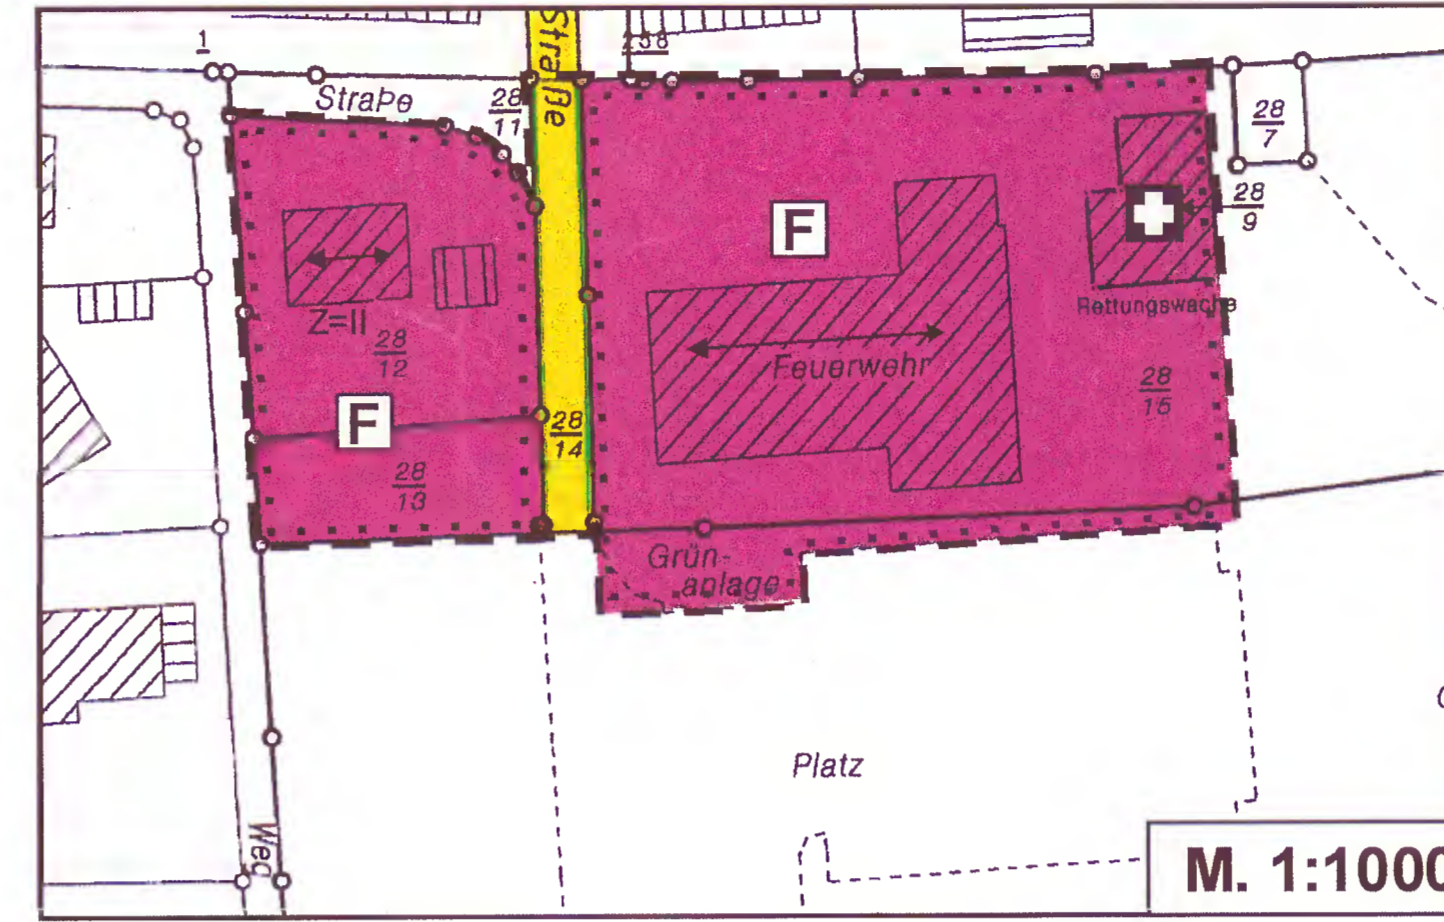 1
Straße
238
Straße
28
11
28
7
28
9
F
Rettungswache
Z=II
28
12
Feuerwehr
28
15
F
28
14
28
13
Grün-
anlage
Platz
Weg
M. 1:1000